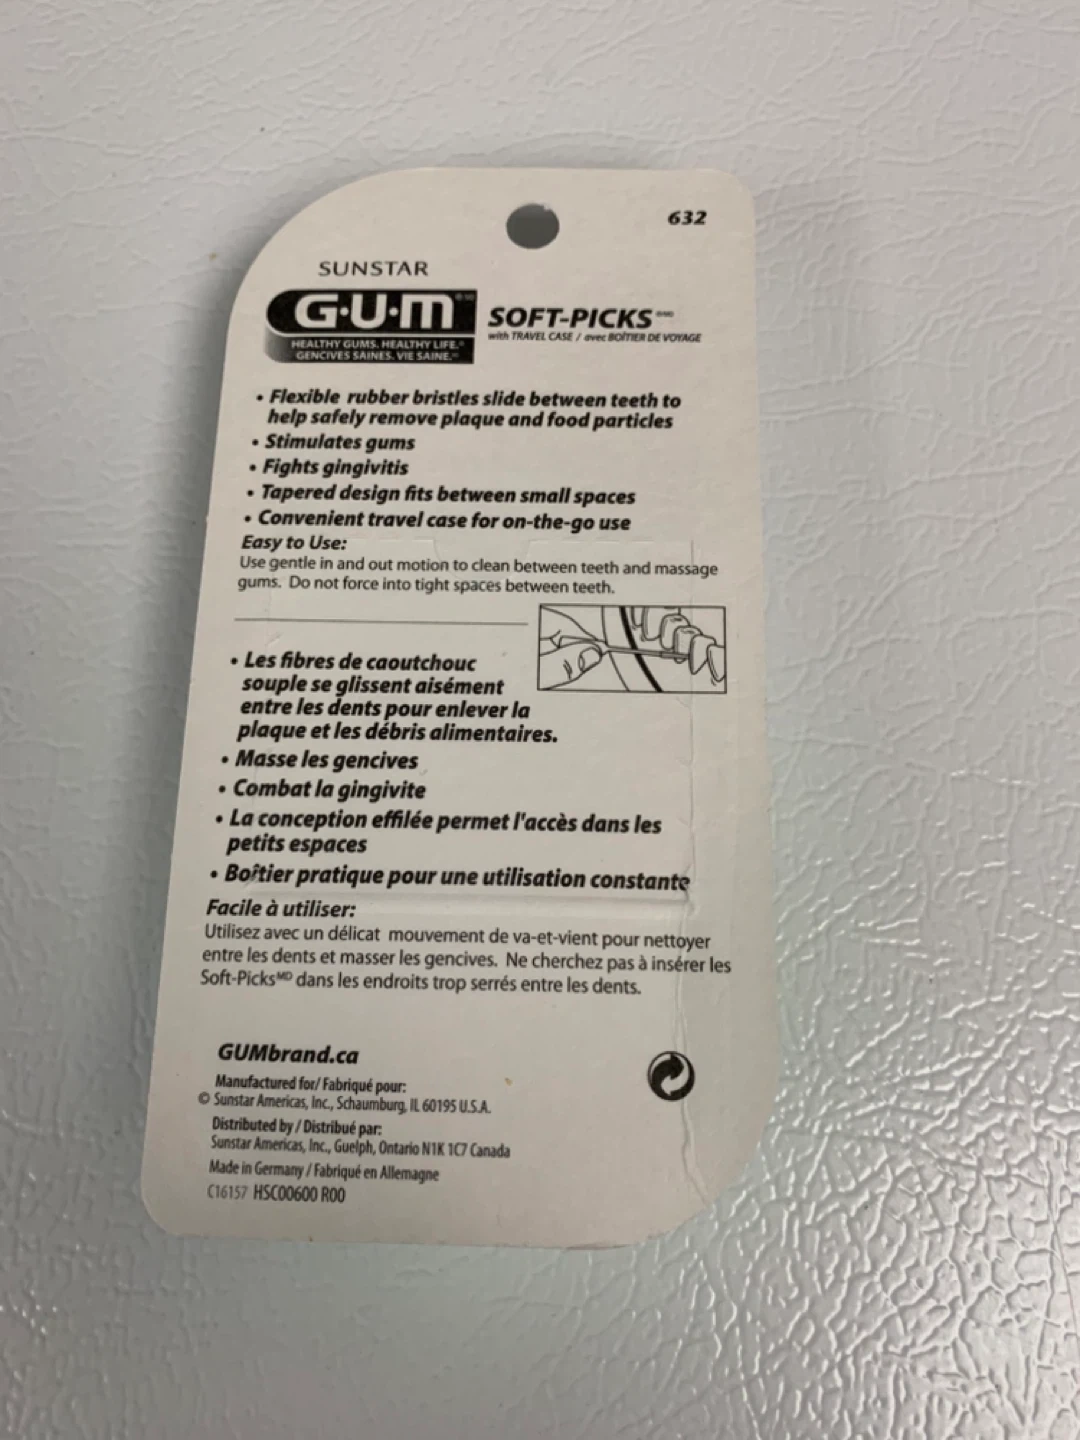 632
SUNSTAR
G·U·M
HEALTHY GUMS. HEALTHY LIFE.®
GENCIVES SAINES. VIE SAINE.
SOFT-PICKS
with TRAVEL CASE / avec BOÎTIER DE VOYAGE
• Flexible rubber bristles slide between teeth to
help safely remove plaque and food particles
• Stimulates gums
• Fights gingivitis
• Tapered design fits between small spaces
• Convenient travel case for on-the-go use
Easy to Use:
Use gentle in and out motion to clean between teeth and massage
gums. Do not force into tight spaces between teeth.
• Les fibres de caoutchouc
souple se glissent aisément
entre les dents pour enlever la
plaque et les débris alimentaires.
• Masse les gencives
• Combat la gingivite
• La conception effilée permet l'accès dans les
petits espaces
• Boîtier pratique pour une utilisation constante
Facile à utiliser:
Utilisez avec un délicat mouvement de va-et-vient pour nettoyer
entre les dents et masser les gencives. Ne cherchez pas à insérer les
Soft-Picksᴹᴰ dans les endroits trop serrés entre les dents.
GUMbrand.ca
Manufactured for/ Fabriqué pour:
© Sunstar Americas, Inc., Schaumburg, IL 60195 U.S.A.
Distributed by / Distribué par:
Sunstar Americas, Inc., Guelph, Ontario N1K 1C7 Canada
Made in Germany / Fabriqué en Allemagne
C16157 HSC00600 R00